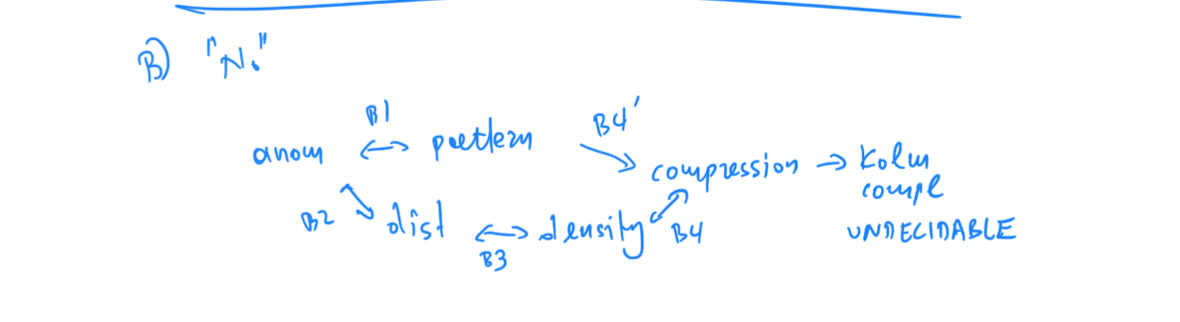 B) "No"
B1
anom ↔ pattern
B4'
compression → Kolm
compl
B2
dist ↔ density
B3
B4
UNDECIDABLE